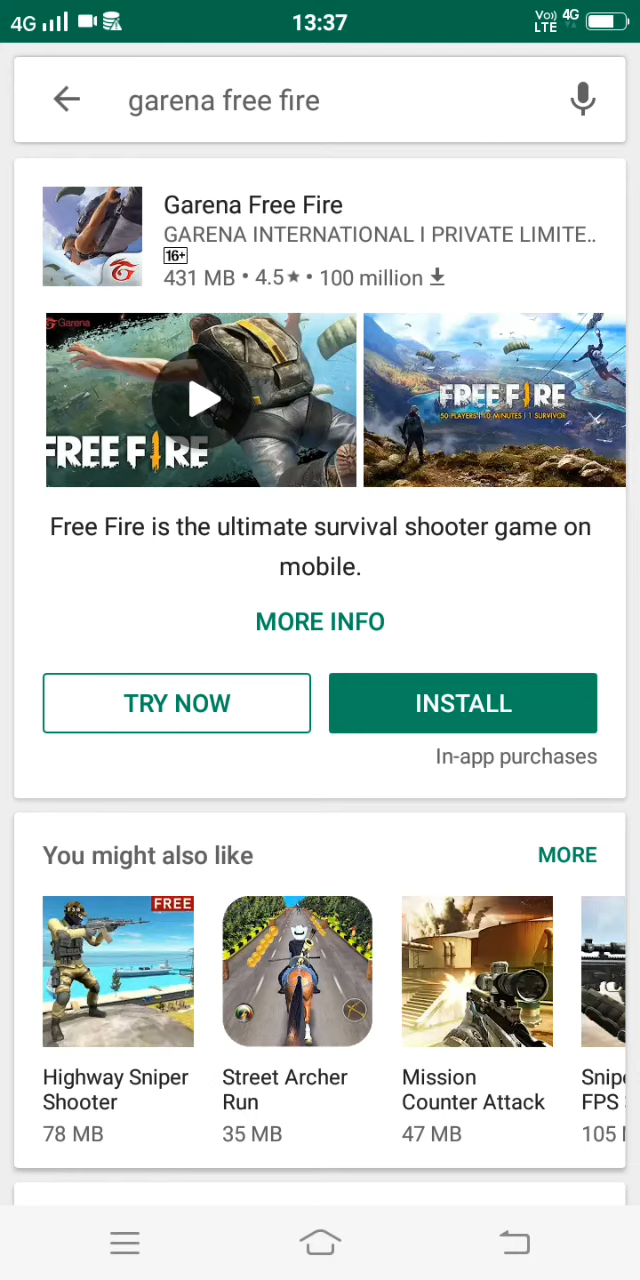 4G
13:37
Vo))
LTE
4G
garena free fire
Garena Free Fire
GARENA INTERNATIONAL I PRIVATE LIMITE..
16+
431 MB • 4.5★ • 100 million
Garena
FREE FIRE
FREE FIRE
50 PLAYERS | 10 MINUTES | 1 SURVIVOR
Free Fire is the ultimate survival shooter game on
mobile.
MORE INFO
TRY NOW
INSTALL
In-app purchases
You might also like
MORE
FREE
Highway Sniper
Shooter
78 MB
Street Archer
Run
35 MB
Mission
Counter Attack
47 MB
Snipe
FPS
105